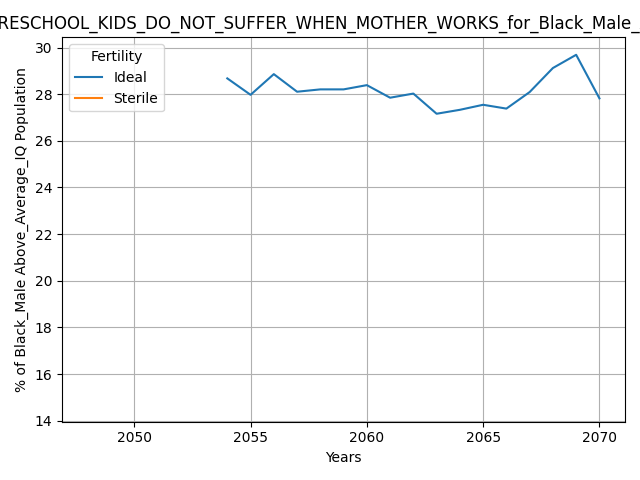 RESCHOOL_KIDS_DO_NOT_SUFFER_WHEN_MOTHER_WORKS_for_Black_Male_
Fertility
Ideal
Sterile
% of Black_Male Above_Average_IQ Population
30
28
26
24
22
20
18
16
14
2050
2055
2060
2065
2070
Years